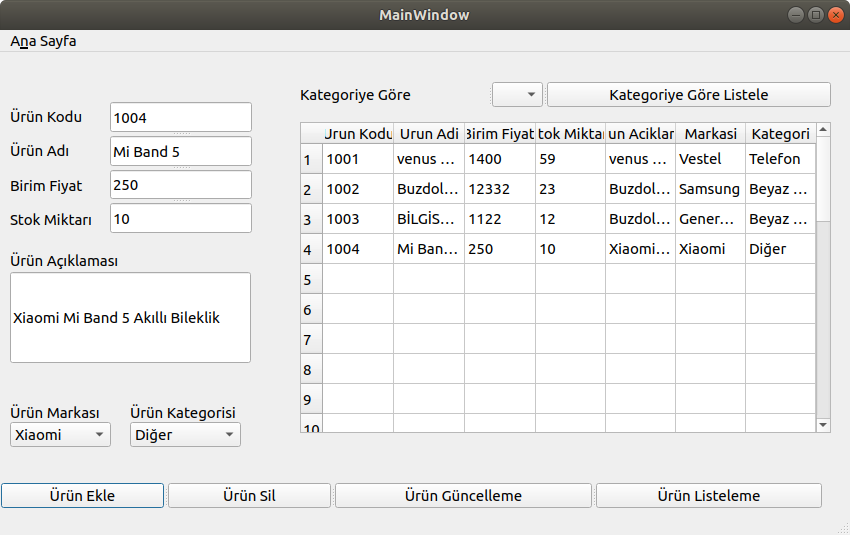 MainWindow
Ana Sayfa
Kategoriye Göre
Kategoriye Göre Listele
Ürün Kodu 1004
Ürün Adı Mi Band 5
Birim Fiyat 250
Stok Miktarı 10
Ürün Açıklaması
Xiaomi Mi Band 5 Akıllı Bileklik
Ürün Markası Ürün Kategorisi
Xiaomi Diğer
Urun Kodu Urun Adi Birim Fiyat tok Miktar un Aciklar Markasi Kategori
1 1001 venus ... 1400 59 venus ... Vestel Telefon
2 1002 Buzdol... 12332 23 Buzdol... Samsung Beyaz ...
3 1003 BİLGİS... 1122 12 Buzdol... Gener... Beyaz ...
4 1004 Mi Ban... 250 10 Xiaomi... Xiaomi Diğer
5
6
7
8
9
10
Ürün Ekle Ürün Sil Ürün Güncelleme Ürün Listeleme